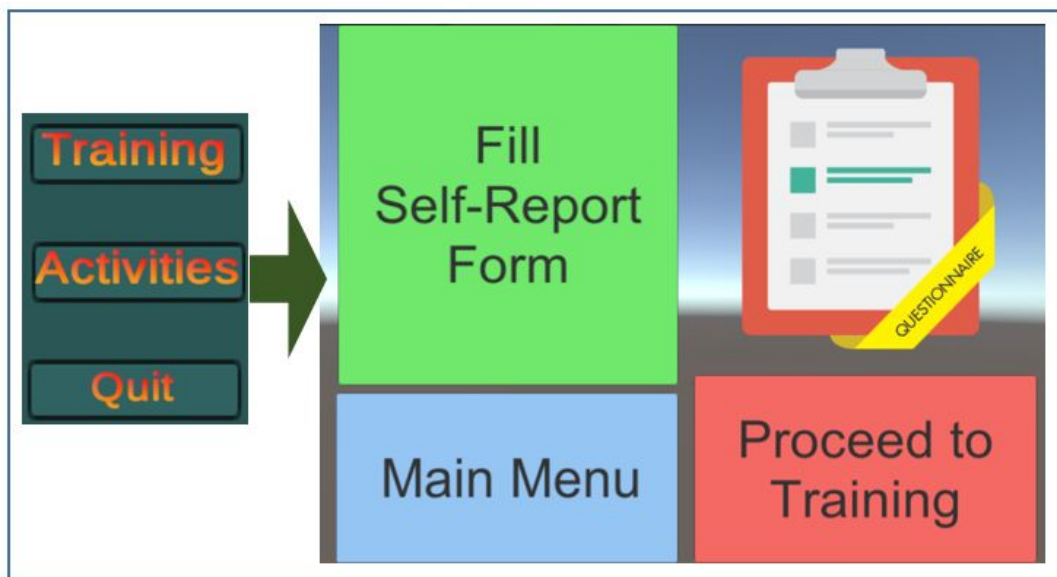 Training
Activities
Quit
Fill
Self-Report
Form
QUESTIONNAIRE
Main Menu
Proceed to
Training